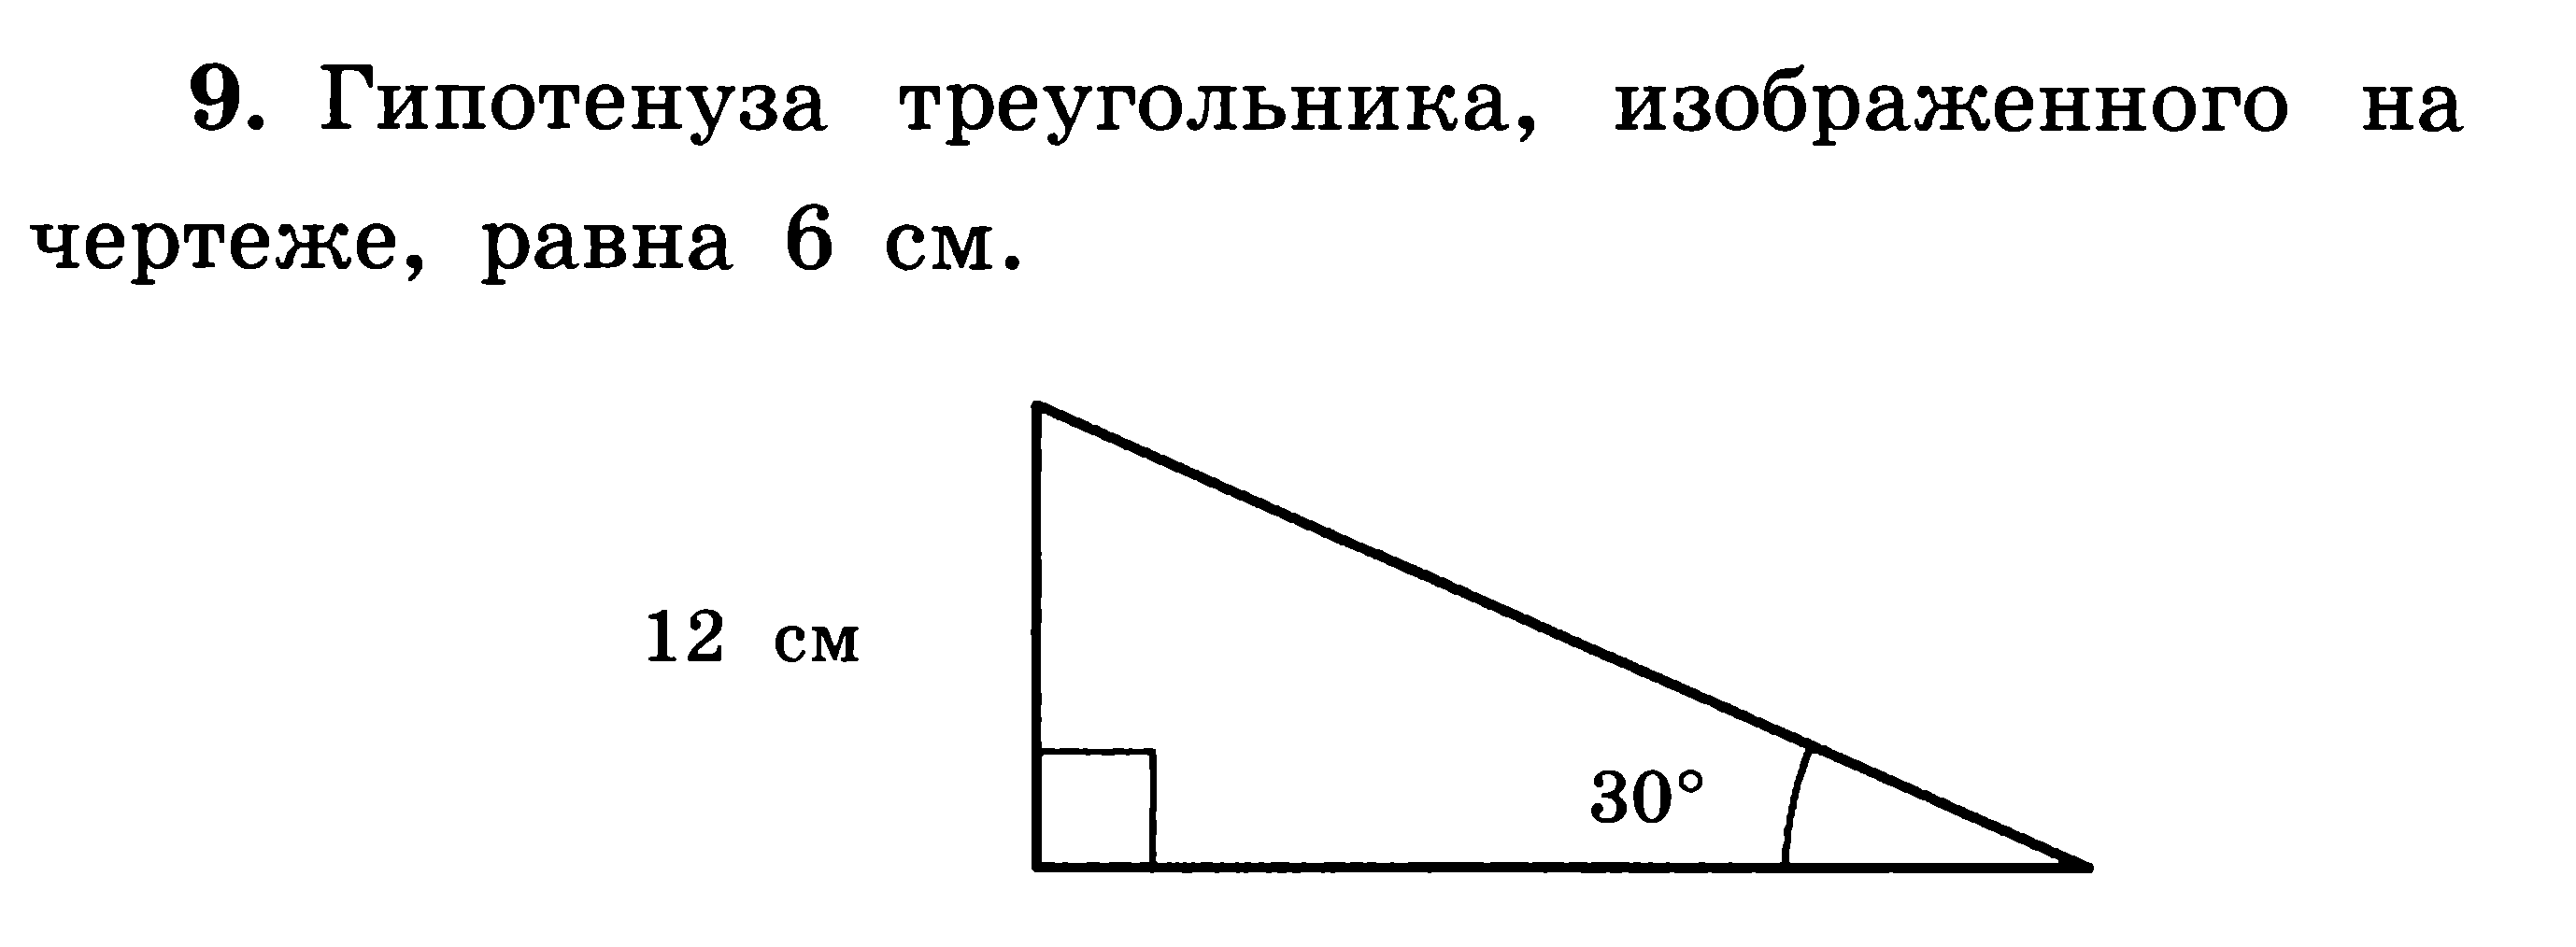 9. Гипотенуза треугольника, изображенного на
чертеже, равна 6 см.
12 см
30°